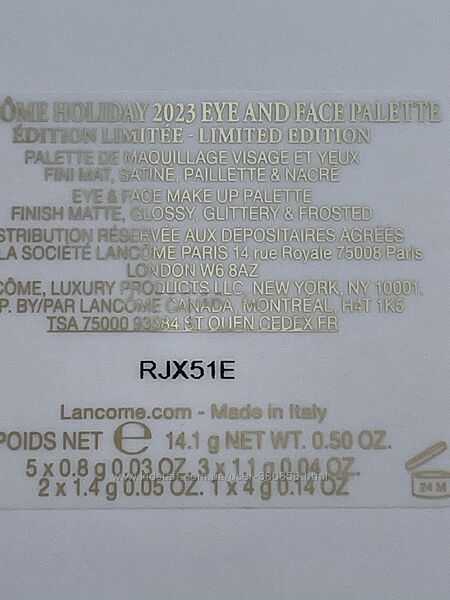 ÔME HOLIDAY 2023 EYE AND FACE PALETTE
ÉDITION LIMITÉE - LIMITED EDITION
PALETTE DE MAQUILLAGE VISAGE ET YEUX
FINI MAT, SATINE, PAILLETTE & NACRE
EYE & FACE MAKE UP PALETTE
FINISH MATTE, GLOSSY, GLITTERY & FROSTED
STRIBUTION RÉSERVÉE AUX DEPOSITAIRES AGRÉES
LA SOCIÉTÉ LANCÔME PARIS 14 rue Royale 75008 Paris
LONDON W6 8AZ
ÔME, LUXURY PRODUCTS LLC, NEW YORK, NY 10001.
P. BY/PAR LANCÔME CANADA, MONTREAL, H4T 1K5
TSA 75000 93584 ST OUEN CEDEX FR
RJX51E
Lancome.com - Made in Italy
POIDS NET e 14.1 g NET WT. 0.50 OZ.
5 x 0.8 g 0.03 OZ. 3 x 1.1 g 0.04 OZ.
2 x 1.4 g 0.05 OZ. 1 x 4 g 0.14 OZ
24 M